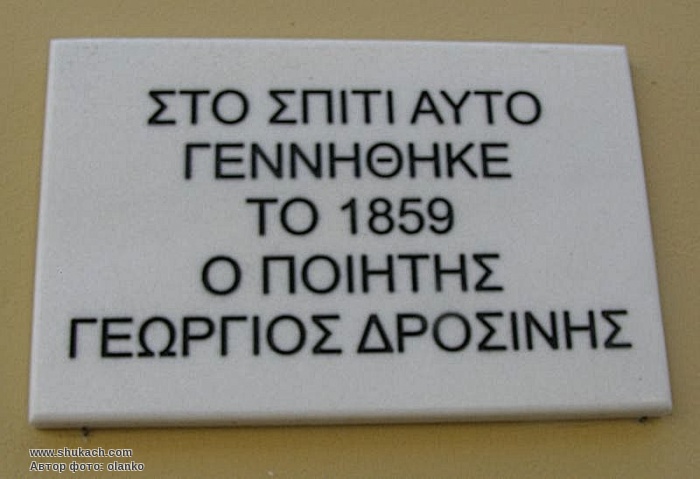 ΣΤΟ ΣΠΙΤΙ ΑΥΤΟ
ΓΕΝΝΗΘΗΚΕ
ΤΟ 1859
Ο ΠΟΙΗΤΗΣ
ΓΕΩΡΓΙΟΣ ΔΡΟΣΙΝΗΣ
www.shukach.com
Автор фото: olanko